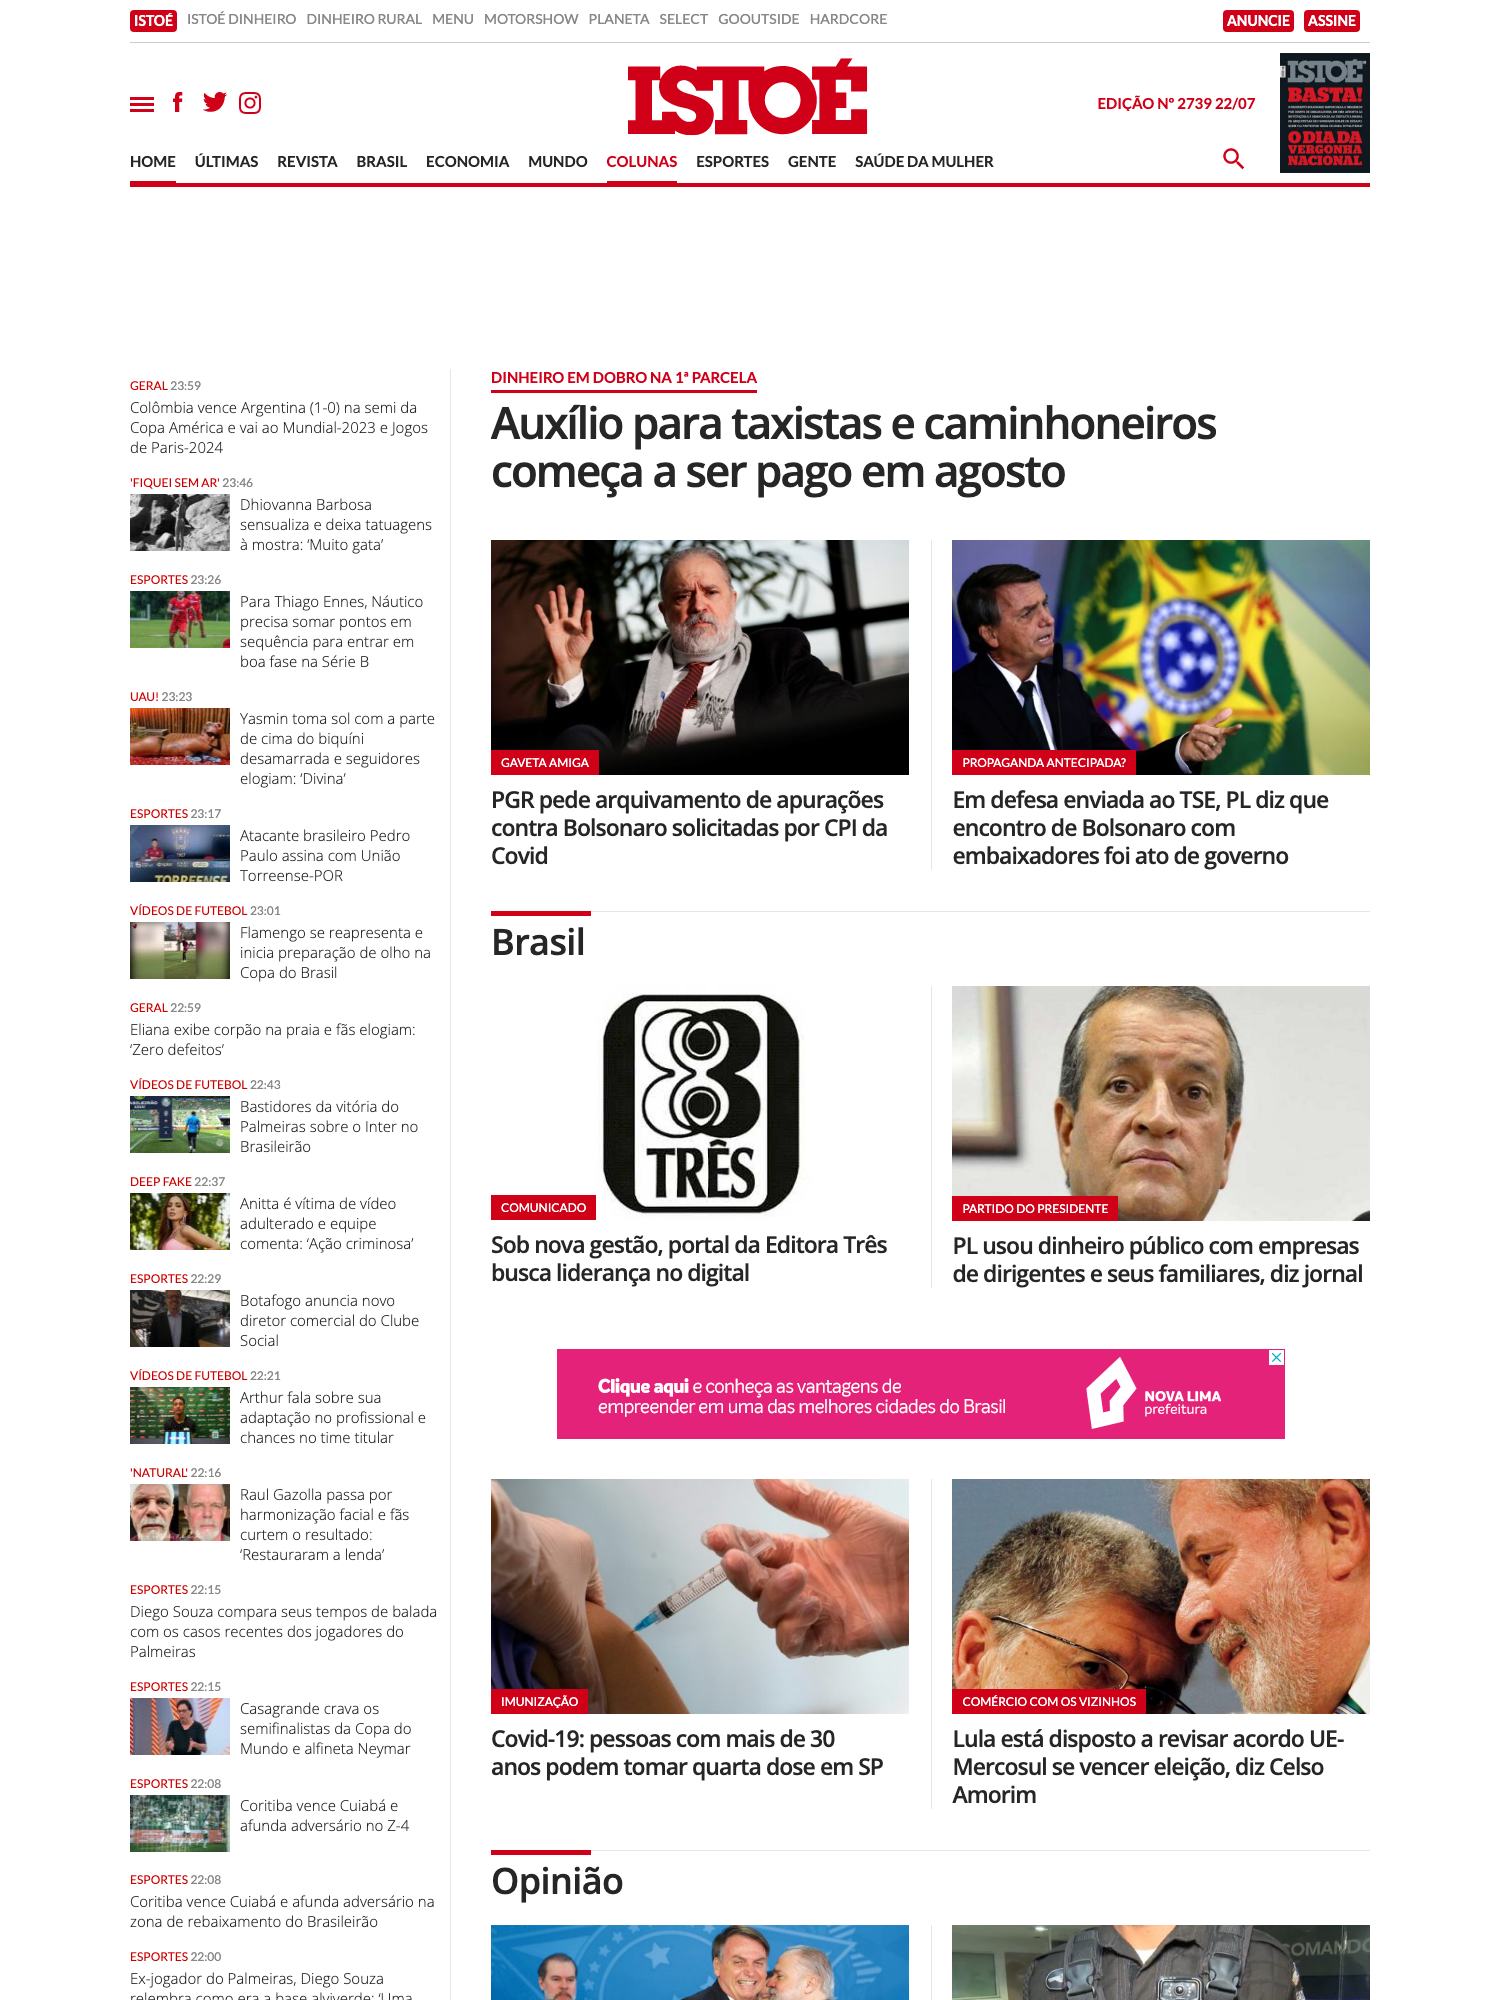 ISTOÉ ISTOÉ DINHEIRO DINHEIRO RURAL MENU MOTORSHOW PLANETA SELECT GOOUTSIDE HARDCORE ANUNCIE ASSINE
ISTOÉ
EDIÇÃO Nº 2739 22/07
ISTOÉ
BASTA!
O DIA DA
VERGONHA
NACIONAL
HOME ÚLTIMAS REVISTA BRASIL ECONOMIA MUNDO COLUNAS ESPORTES GENTE SAÚDE DA MULHER
GERAL 23:59
Colômbia vence Argentina (1-0) na semi da
Copa América e vai ao Mundial-2023 e Jogos
de Paris-2024
'FIQUEI SEM AR' 23:46
Dhiovanna Barbosa
sensualiza e deixa tatuagens
à mostra: ‘Muito gata’
ESPORTES 23:26
Para Thiago Ennes, Náutico
precisa somar pontos em
sequência para entrar em
boa fase na Série B
UAU! 23:23
Yasmin toma sol com a parte
de cima do biquíni
desamarrada e seguidores
elogiam: ‘Divina’
ESPORTES 23:17
Atacante brasileiro Pedro
Paulo assina com União
Torreense-POR
TORREENSE
VÍDEOS DE FUTEBOL 23:01
Flamengo se reapresenta e
inicia preparação de olho na
Copa do Brasil
GERAL 22:59
Eliana exibe corpão na praia e fãs elogiam:
‘Zero defeitos’
VÍDEOS DE FUTEBOL 22:43
Bastidores da vitória do
Palmeiras sobre o Inter no
Brasileirão
DEEP FAKE 22:37
Anitta é vítima de vídeo
adulterado e equipe
comenta: ‘Ação criminosa’
ESPORTES 22:29
Botafogo anuncia novo
diretor comercial do Clube
Social
VÍDEOS DE FUTEBOL 22:21
Arthur fala sobre sua
adaptação no profissional e
chances no time titular
'NATURAL' 22:16
Raul Gazolla passa por
harmonização facial e fãs
curtem o resultado:
‘Restauraram a lenda’
ESPORTES 22:15
Diego Souza compara seus tempos de balada
com os casos recentes dos jogadores do
Palmeiras
ESPORTES 22:15
Casagrande crava os
semifinalistas da Copa do
Mundo e alfineta Neymar
ESPORTES 22:08
Coritiba vence Cuiabá e
afunda adversário no Z-4
ESPORTES 22:08
Coritiba vence Cuiabá e afunda adversário na
zona de rebaixamento do Brasileirão
ESPORTES 22:00
Ex-jogador do Palmeiras, Diego Souza
relembra como era a base alviverde: ‘Uma
DINHEIRO EM DOBRO NA 1ª PARCELA
Auxílio para taxistas e caminhoneiros
começa a ser pago em agosto
GAVETA AMIGA
PGR pede arquivamento de apurações
contra Bolsonaro solicitadas por CPI da
Covid
PROPAGANDA ANTECIPADA?
Em defesa enviada ao TSE, PL diz que
encontro de Bolsonaro com
embaixadores foi ato de governo
Brasil
TRÊS
COMUNICADO
Sob nova gestão, portal da Editora Três
busca liderança no digital
PARTIDO DO PRESIDENTE
PL usou dinheiro público com empresas
de dirigentes e seus familiares, diz jornal
Clique aqui e conheça as vantagens de
empreender em uma das melhores cidades do Brasil
NOVA LIMA
prefeitura
IMUNIZAÇÃO
Covid-19: pessoas com mais de 30
anos podem tomar quarta dose em SP
COMÉRCIO COM OS VIZINHOS
Lula está disposto a revisar acordo UE-
Mercosul se vencer eleição, diz Celso
Amorim
Opinião
COMANDO